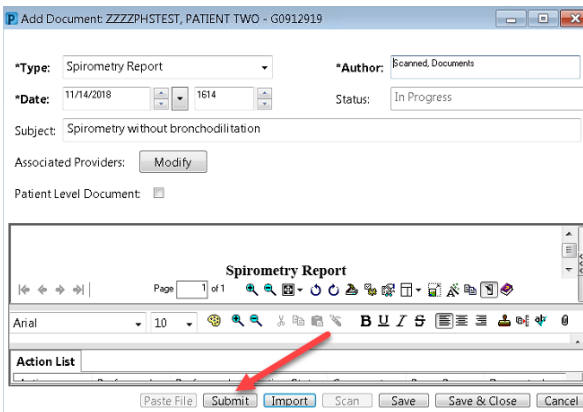 Add Document: ZZZZPHSTEST, PATIENT TWO - G0912919
*Type: Spirometry Report *Author: Scanned, Documents
*Date: 11/14/2018 1614 Status: In Progress
Subject: Spirometry without bronchodilitation
Associated Providers: Modify
Patient Level Document:
Spirometry Report
Page 1 of 1
Arial 10 B U I S
Action List
Paste File Submit Import Scan Save Save & Close Cancel